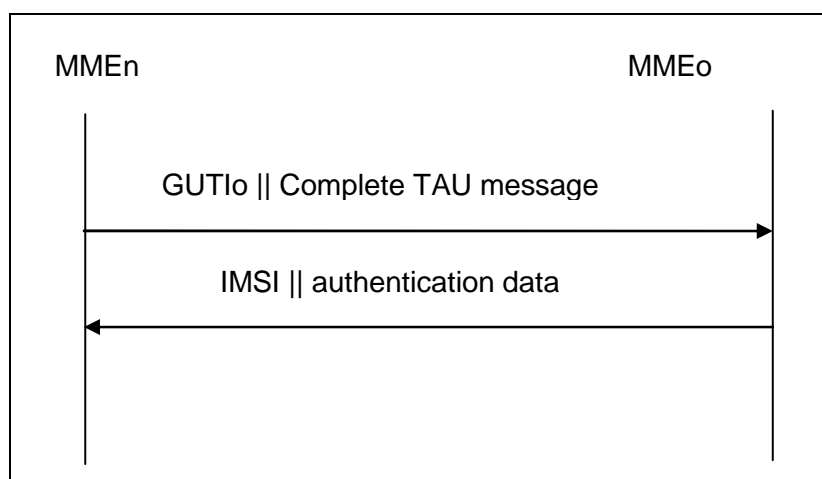 MMEn MMEo
GUTIo || Complete TAU message
IMSI || authentication data